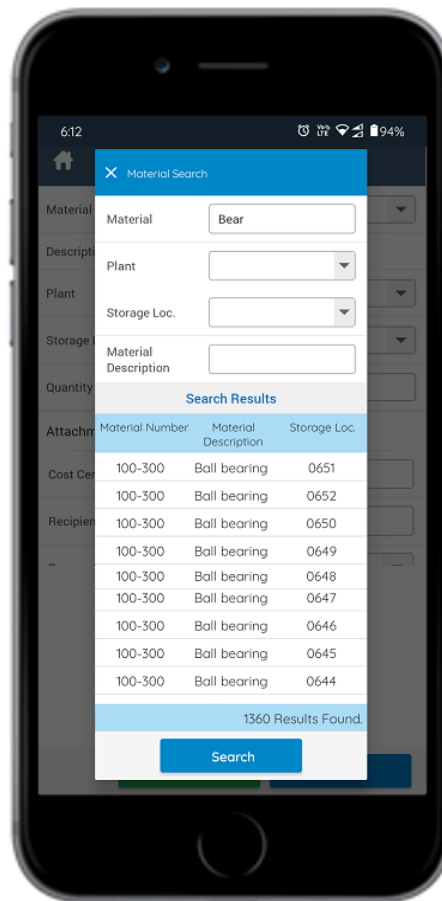 6:12
VoD LTE
94%
Material Search
Material
Bear
Plant
Storage Loc.
Material
Description
Search Results
Material Number Material Description Storage Loc.
100-300 Ball bearing 0651
100-300 Ball bearing 0652
100-300 Ball bearing 0650
100-300 Ball bearing 0649
100-300 Ball bearing 0648
100-300 Ball bearing 0647
100-300 Ball bearing 0646
100-300 Ball bearing 0645
100-300 Ball bearing 0644
1360 Results Found.
Search
Material
Plant
Storage
Quantity